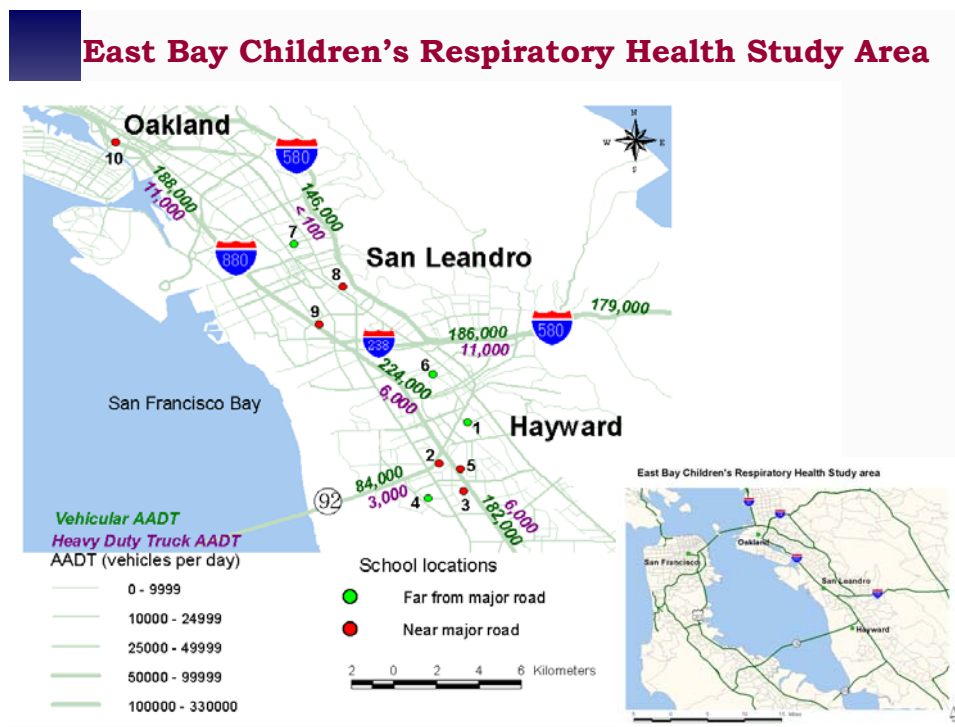 East Bay Children's Respiratory Health Study Area
Oakland
10
580
188,000
11,000
146,000
< 100
7
880
San Leandro
8
9
N
W E
S
179,000
580
186,000
11,000
238
224,000
6,000
6
San Francisco Bay
Hayward
1
2
5
84,000
3,000
92
4
3
6,000
182,000
Vehicular AADT
Heavy Duty Truck AADT
AADT (vehicles per day)
0 - 9999
10000 - 24999
25000 - 49999
50000 - 99999
100000 - 330000
School locations
Far from major road
Near major road
2 0 2 4 6 Kilometers
East Bay Children's Respiratory Health Study area
Oakland
San Francisco
San Leandro
Hayward